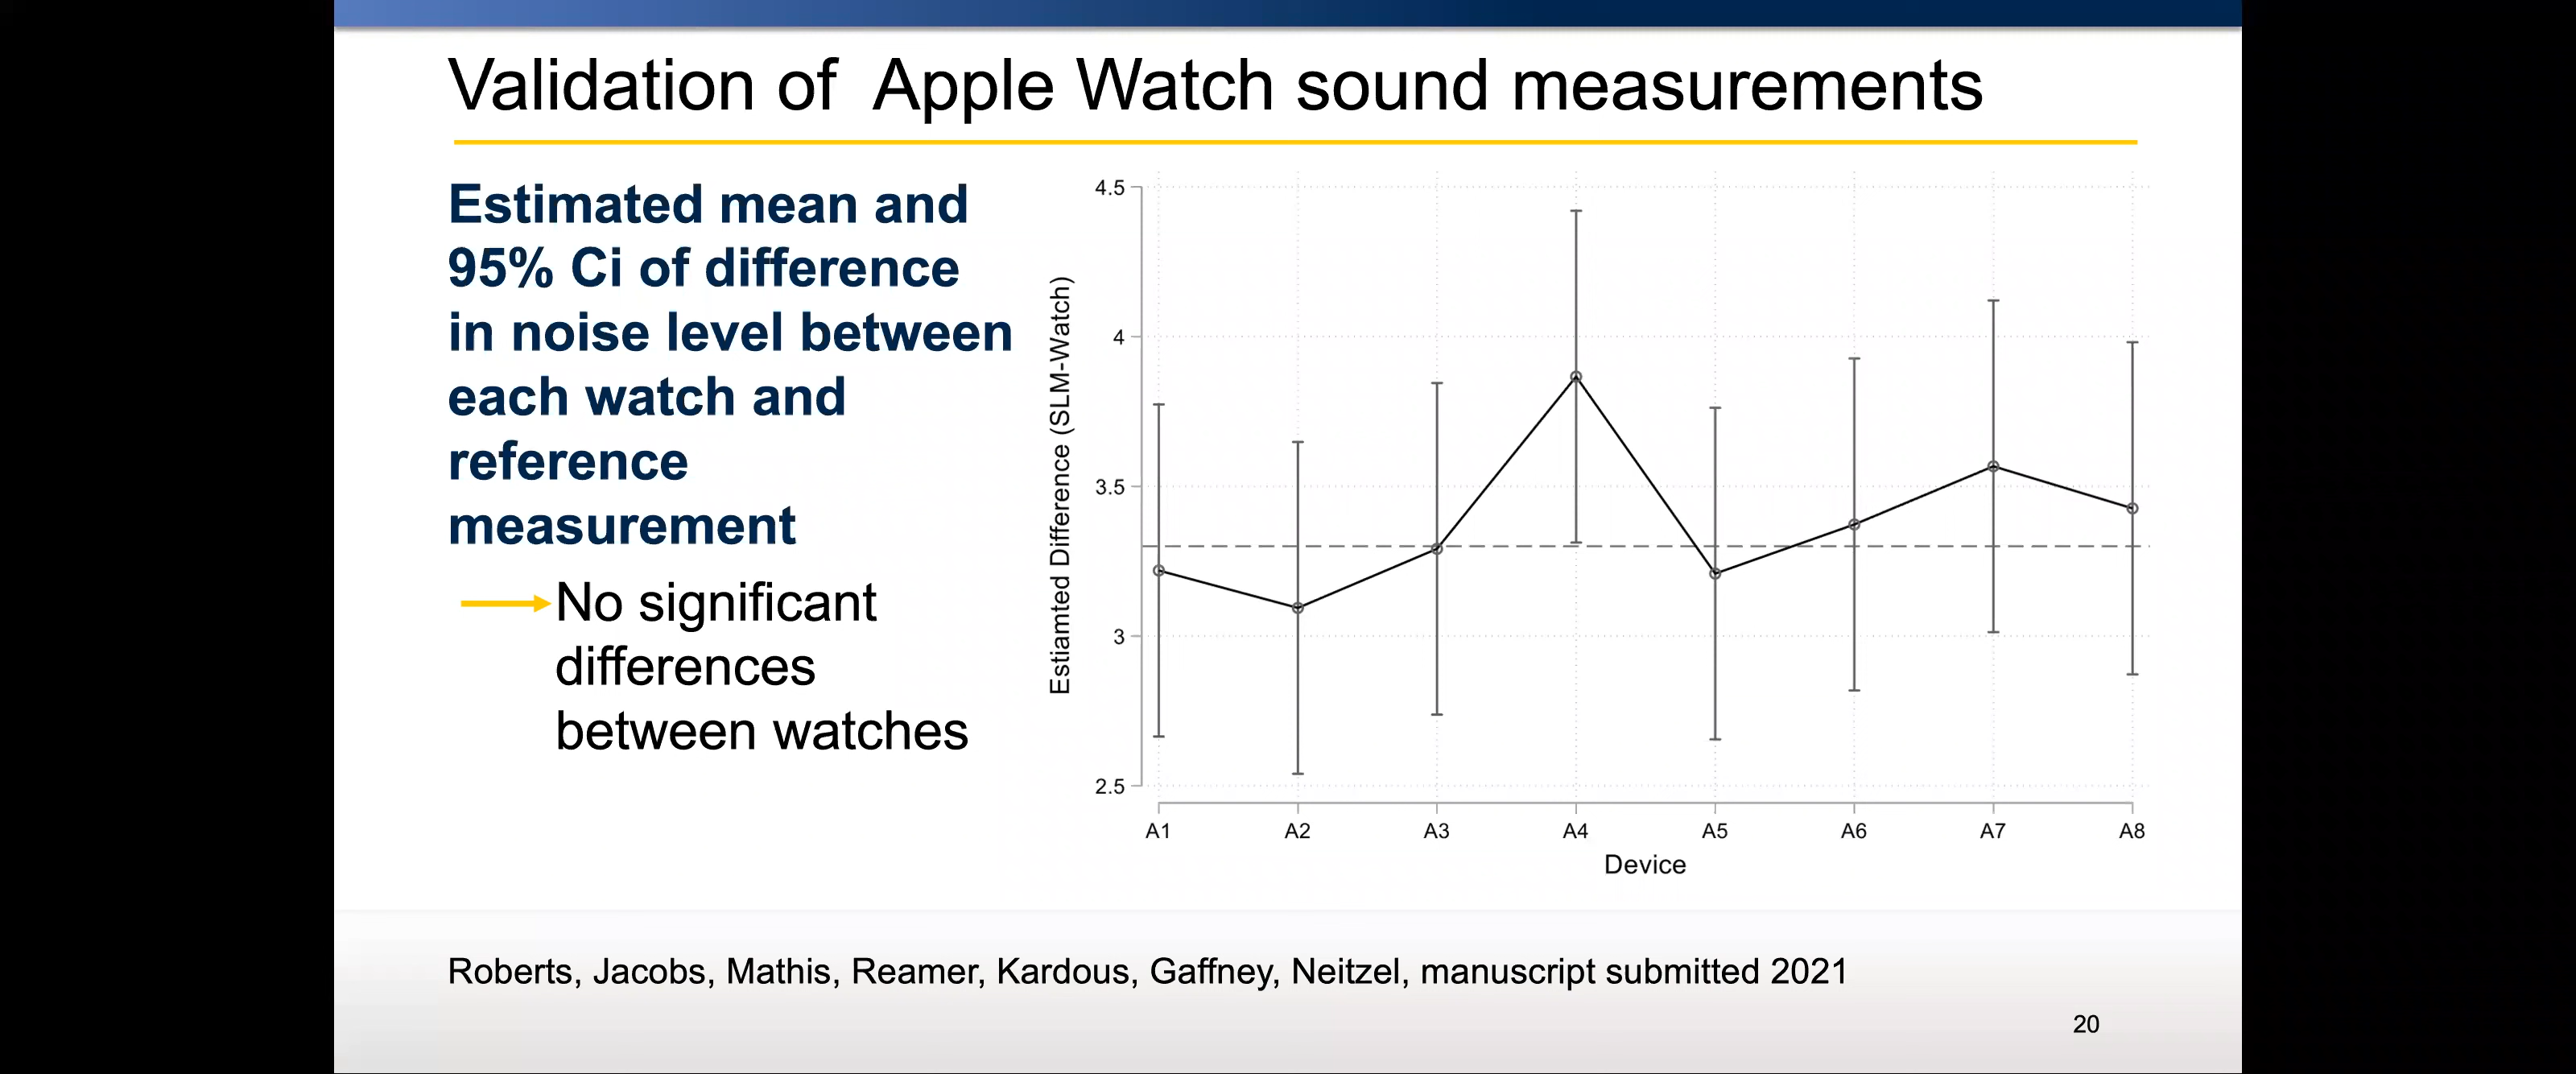 Validation of  Apple Watch sound measurements
Estimated mean and
95% Ci of difference
in noise level between
each watch and
reference
measurement
No significant
differences
between watches
Estiamted Difference (SLM-Watch)
4.5
4
3.5
3
2.5
A1 A2 A3 A4 A5 A6 A7 A8
Device
Roberts, Jacobs, Mathis, Reamer, Kardous, Gaffney, Neitzel, manuscript submitted 2021
20